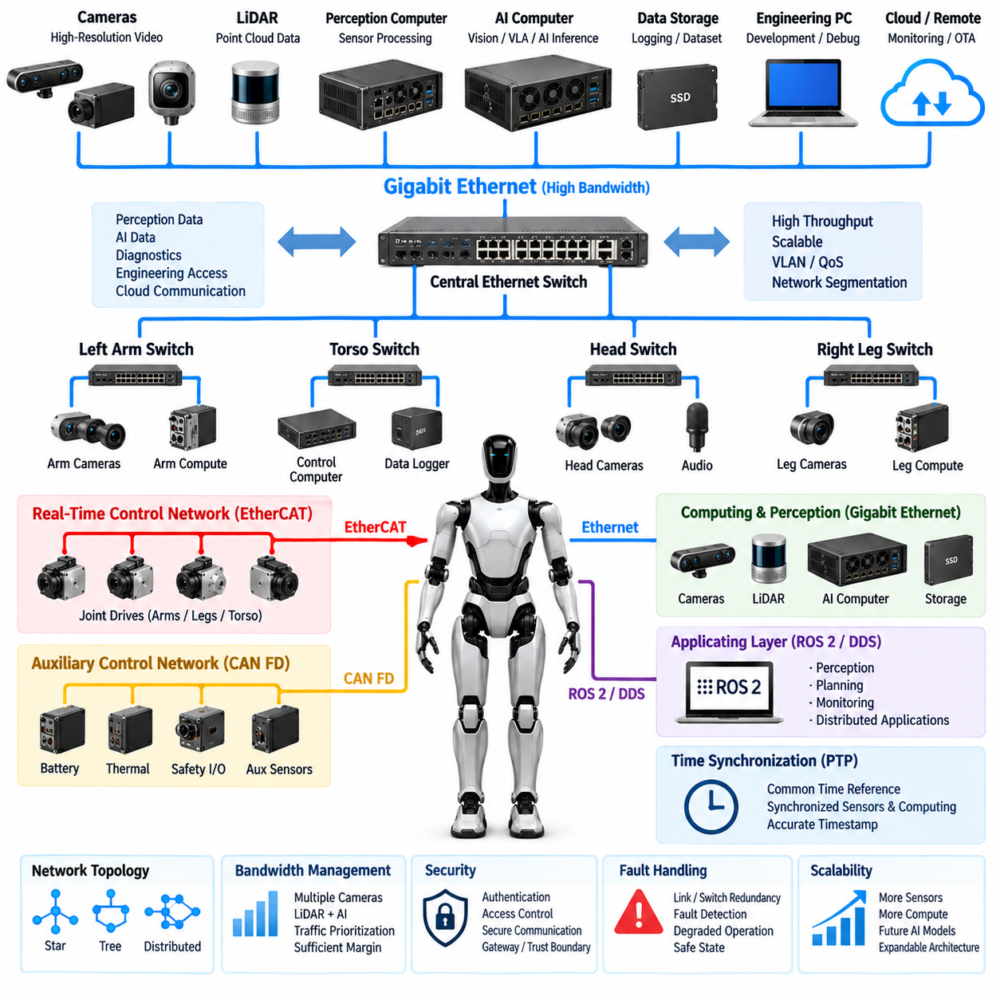 Cameras
High-Resolution Video
LiDAR
Point Cloud Data
Perception Computer
Sensor Processing
AI Computer
Vision / VLA / AI Inference
Data Storage
Logging / Dataset
Engineering PC
Development / Debug
Cloud / Remote
Monitoring / OTA
SSD
Gigabit Ethernet (High Bandwidth)
Perception Data
AI Data
Diagnostics
Engineering Access
Cloud Communication
Central Ethernet Switch
High Throughput
Scalable
VLAN / QoS
Network Segmentation
Left Arm Switch
Torso Switch
Head Switch
Right Leg Switch
Arm Cameras
Arm Compute
Control
Computer
Data Logger
Head Cameras
Audio
Leg Cameras
Leg Compute
Real-Time Control Network (EtherCAT)
Joint Drives (Arms / Legs / Torso)
EtherCAT
Ethernet
Computing & Perception (Gigabit Ethernet)
SSD
Cameras
LiDAR
AI Computer
Storage
Auxiliary Control Network (CAN FD)
Battery
Thermal
Safety I/O
Aux Sensors
CAN FD
ROS 2 / DDS
Applicating Layer (ROS 2 / DDS)
ROS 2
· Perception
· Planning
· Monitoring
· Distributed Applications
Time Synchronization (PTP)
Common Time Reference
Synchronized Sensors & Computing
Accurate Timestamp
Network Topology
Star
Tree
Distributed
Bandwidth Management
Multiple Cameras
LiDAR + AI
Traffic Prioritization
Sufficient Margin
Security
Authentication
Access Control
Secure Communication
Gateway / Trust Boundary
Fault Handling
Link / Switch Redundancy
Fault Detection
Degraded Operation
Safe State
Scalability
More Sensors
More Compute
Future AI Models
Expandable Architecture